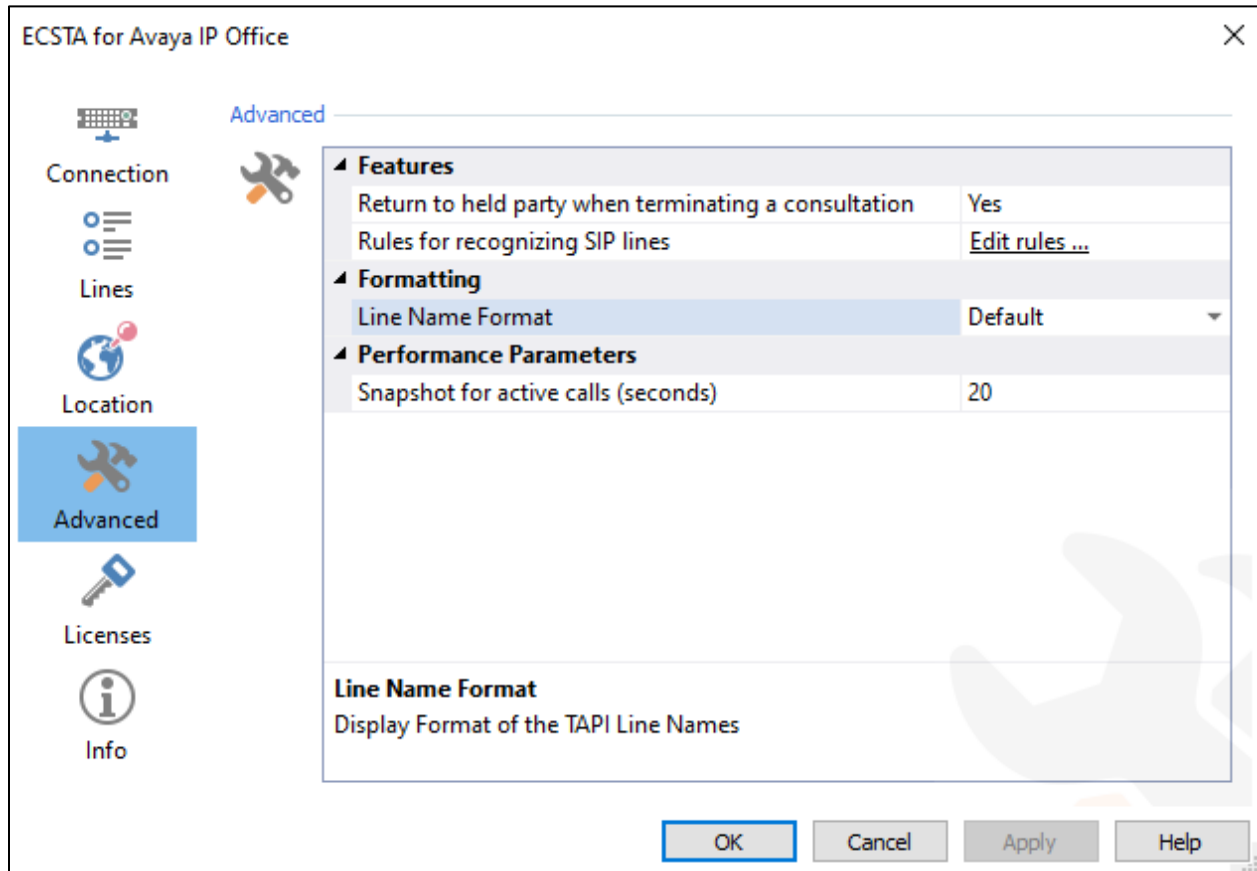 ECSTA for Avaya IP Office
Connection
Lines
Location
Advanced
Licenses
Info
Advanced
Features
Return to held party when terminating a consultation Yes
Rules for recognizing SIP lines Edit rules ...
Formatting
Line Name Format Default
Performance Parameters
Snapshot for active calls (seconds) 20
Line Name Format
Display Format of the TAPI Line Names
OK Cancel Apply Help